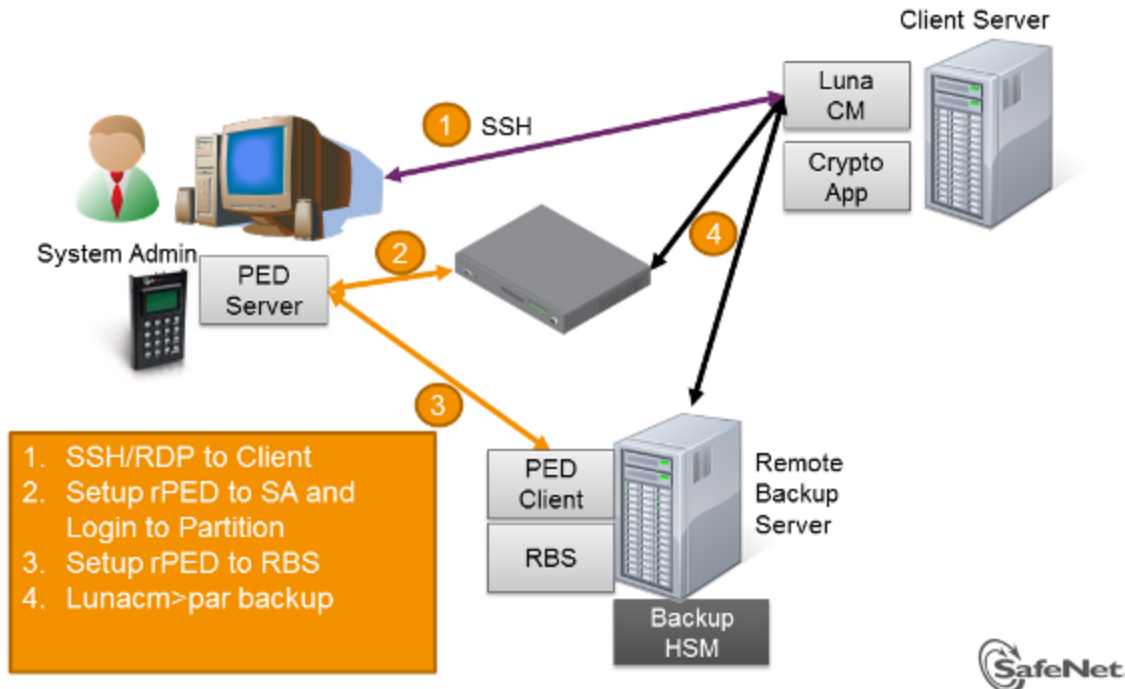 Client Server
Luna
CM
1
SSH
Crypto
App
4
2
System Admin
PED
Server
3
1. SSH/RDP to Client
2. Setup rPED to SA and
Login to Partition
3. Setup rPED to RBS
4. Lunacm>par backup
PED
Client
RBS
Remote
Backup
Server
Backup
HSM
SafeNet.